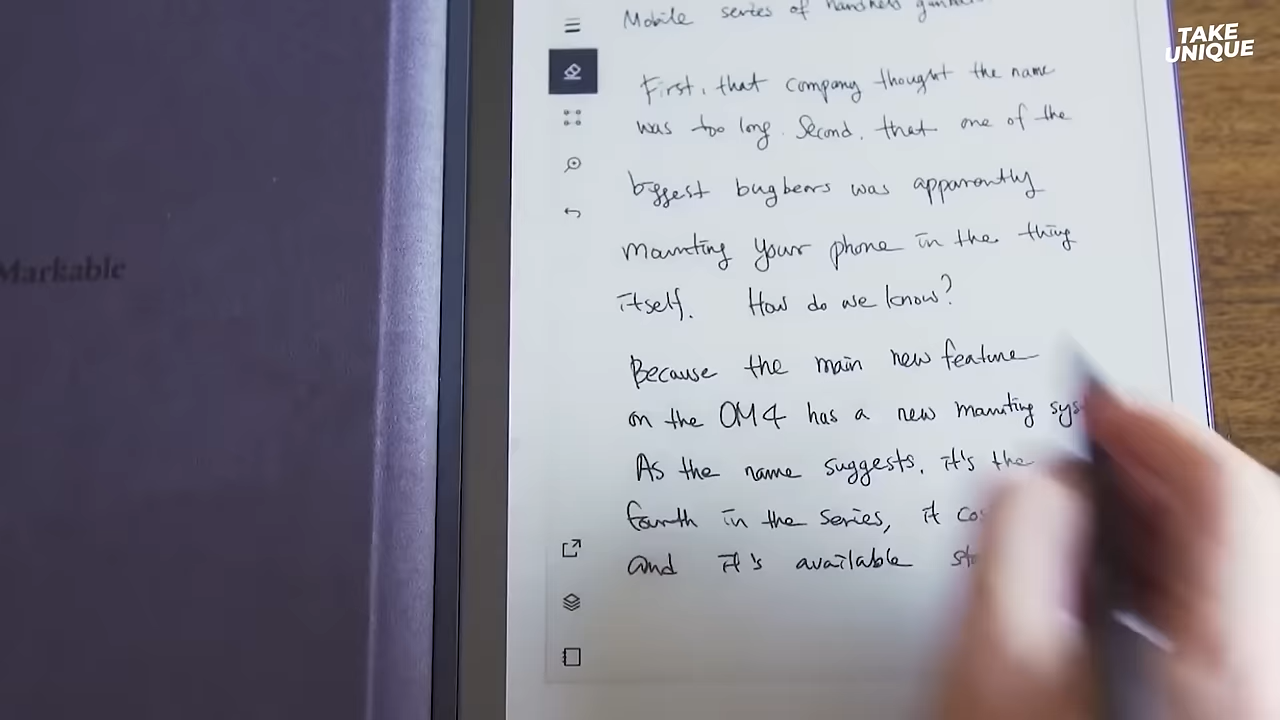 Markable
TAKE
UNIQUE
Mobile series of
First, that company thought the name
was too long. Second, that one of the
biggest bugbears was apparently
mounting your phone in the thing
itself. How do we know?
Because the main new feature
on the OM4 has a new mounting sys
As the name suggests, it's the
fourth in the series, it co
and it's available st